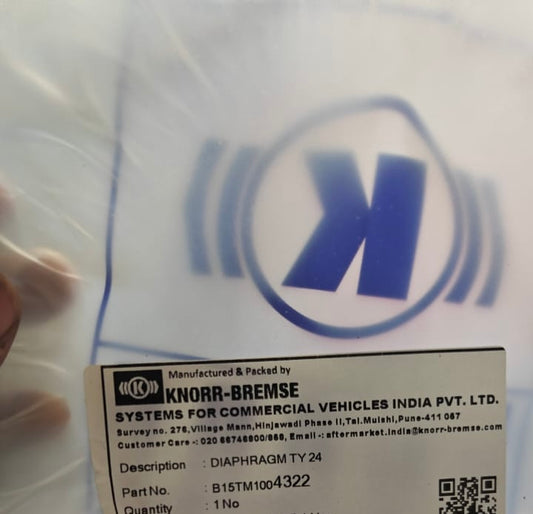 K
Manufactured & Packed by
((K)) KNORR-BREMSE
SYSTEMS FOR COMMERCIAL VEHICLES INDIA PVT. LTD.
Survey no. 276,Village Mann,Hinjawadi Phase II,Tal.Mulshi,Pune-411 057
Customer Care -: 020 66746800/868, Email -: aftermarket.india@knorr-bremse.com
Description : DIAPHRAGM TY 24
Part No. : B15TM1004322
Quantity : 1 No